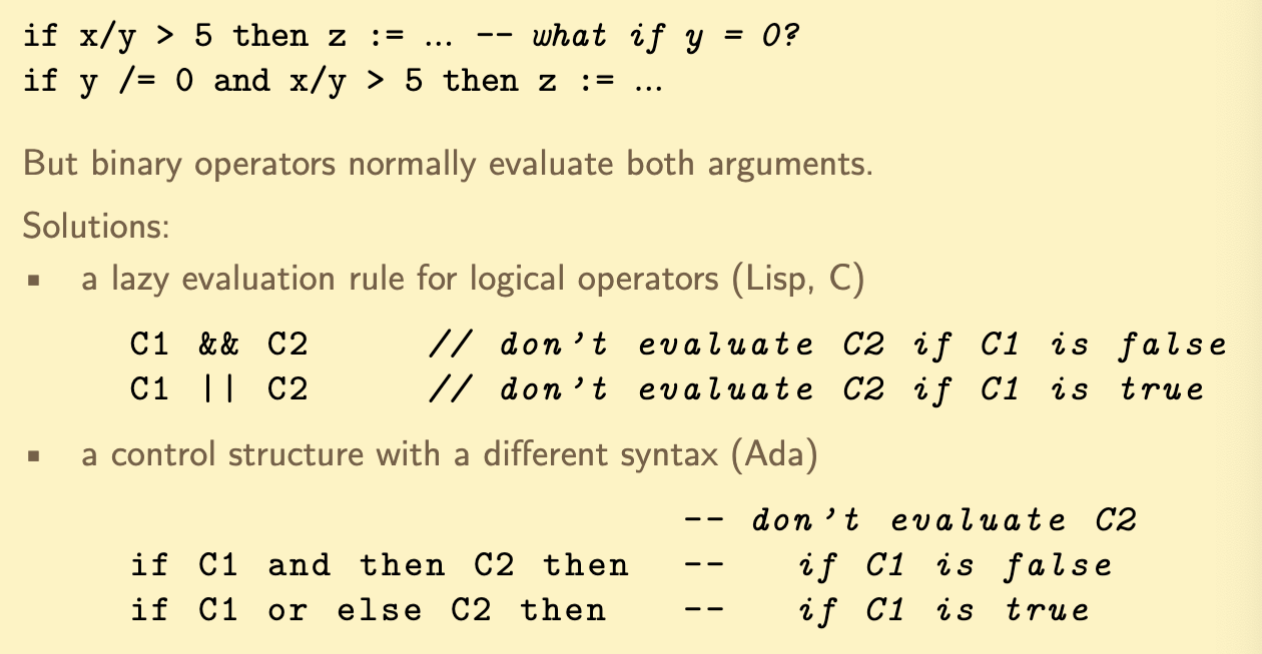 if x/y > 5 then z := ... -- what if y = 0?
if y /= 0 and x/y > 5 then z := ...
But binary operators normally evaluate both arguments.
Solutions:
▪ a lazy evaluation rule for logical operators (Lisp, C)
C1 && C2 // don't evaluate C2 if C1 is false
C1 || C2 // don't evaluate C2 if C1 is true
▪ a control structure with a different syntax (Ada)
-- don't evaluate C2
if C1 and then C2 then -- if C1 is false
if C1 or else C2 then -- if C1 is true